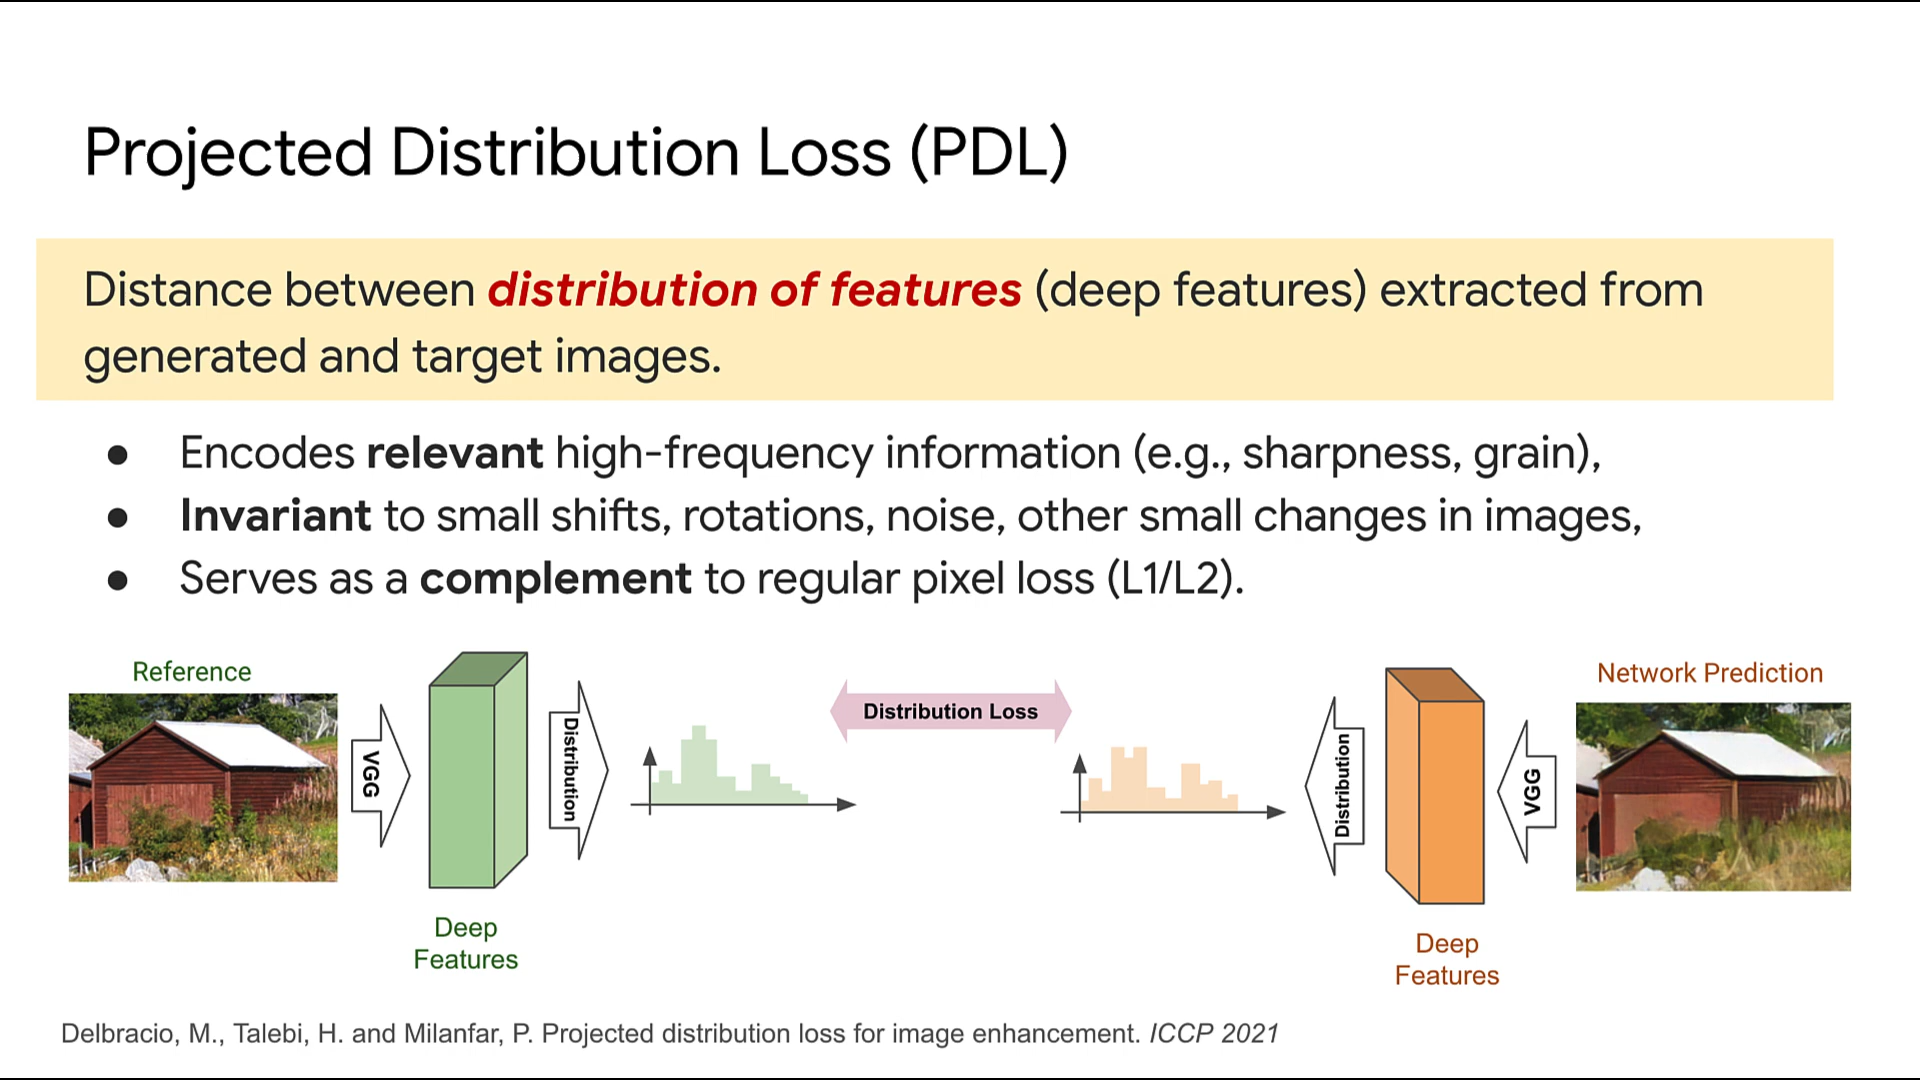 Projected Distribution Loss (PDL)
Distance between distribution of features (deep features) extracted from
generated and target images.
● Encodes relevant high-frequency information (e.g., sharpness, grain),
● Invariant to small shifts, rotations, noise, other small changes in images,
● Serves as a complement to regular pixel loss (L1/L2).
Reference
VGG
Deep
Features
Distribution
Distribution Loss
Distribution
Deep
Features
VGG
Network Prediction
Delbracio, M., Talebi, H. and Milanfar, P. Projected distribution loss for image enhancement. ICCP 2021